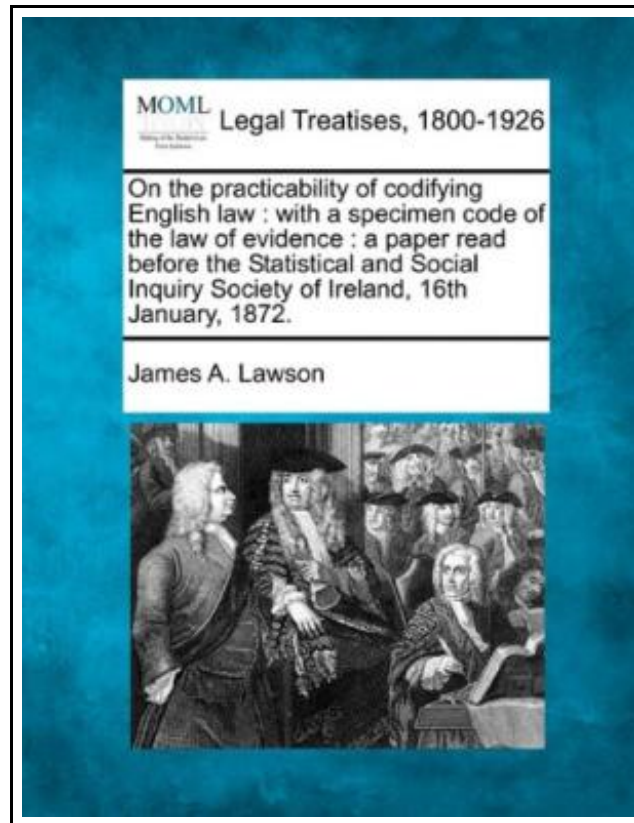 MOML
Legal Treatises, 1800-1926
On the practicability of codifying
English law : with a specimen code of
the law of evidence : a paper read
before the Statistical and Social
Inquiry Society of Ireland, 16th
January, 1872.
James A. Lawson